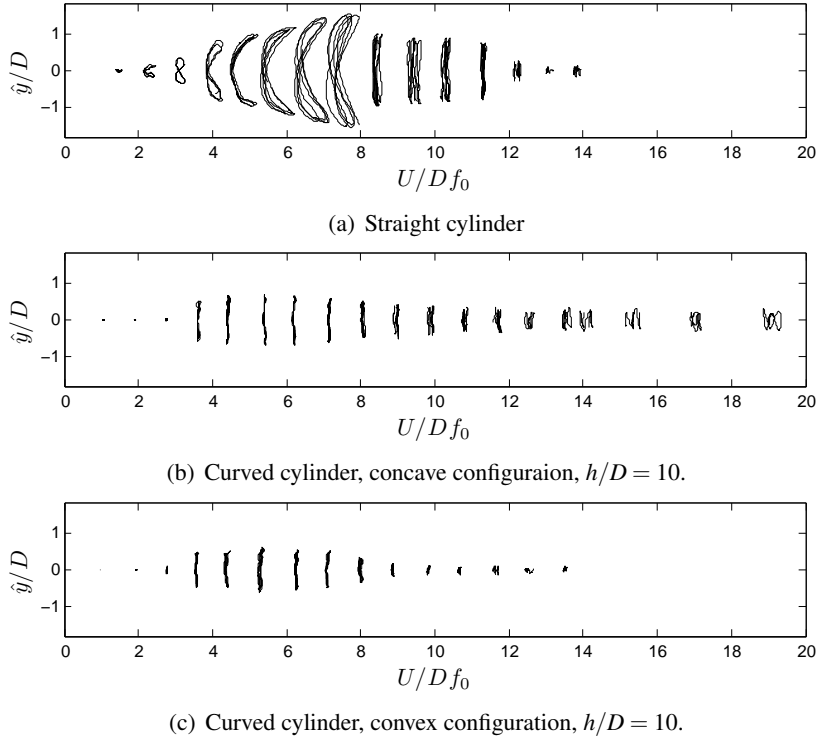 1
0
−1
ŷ/D
0 2 4 6 8 10 12 14 16 18 20
U/Df₀
(a) Straight cylinder
1
0
−1
ŷ/D
0 2 4 6 8 10 12 14 16 18 20
U/Df₀
(b) Curved cylinder, concave configuraion, h/D = 10.
1
0
−1
ŷ/D
0 2 4 6 8 10 12 14 16 18 20
U/Df₀
(c) Curved cylinder, convex configuration, h/D = 10.